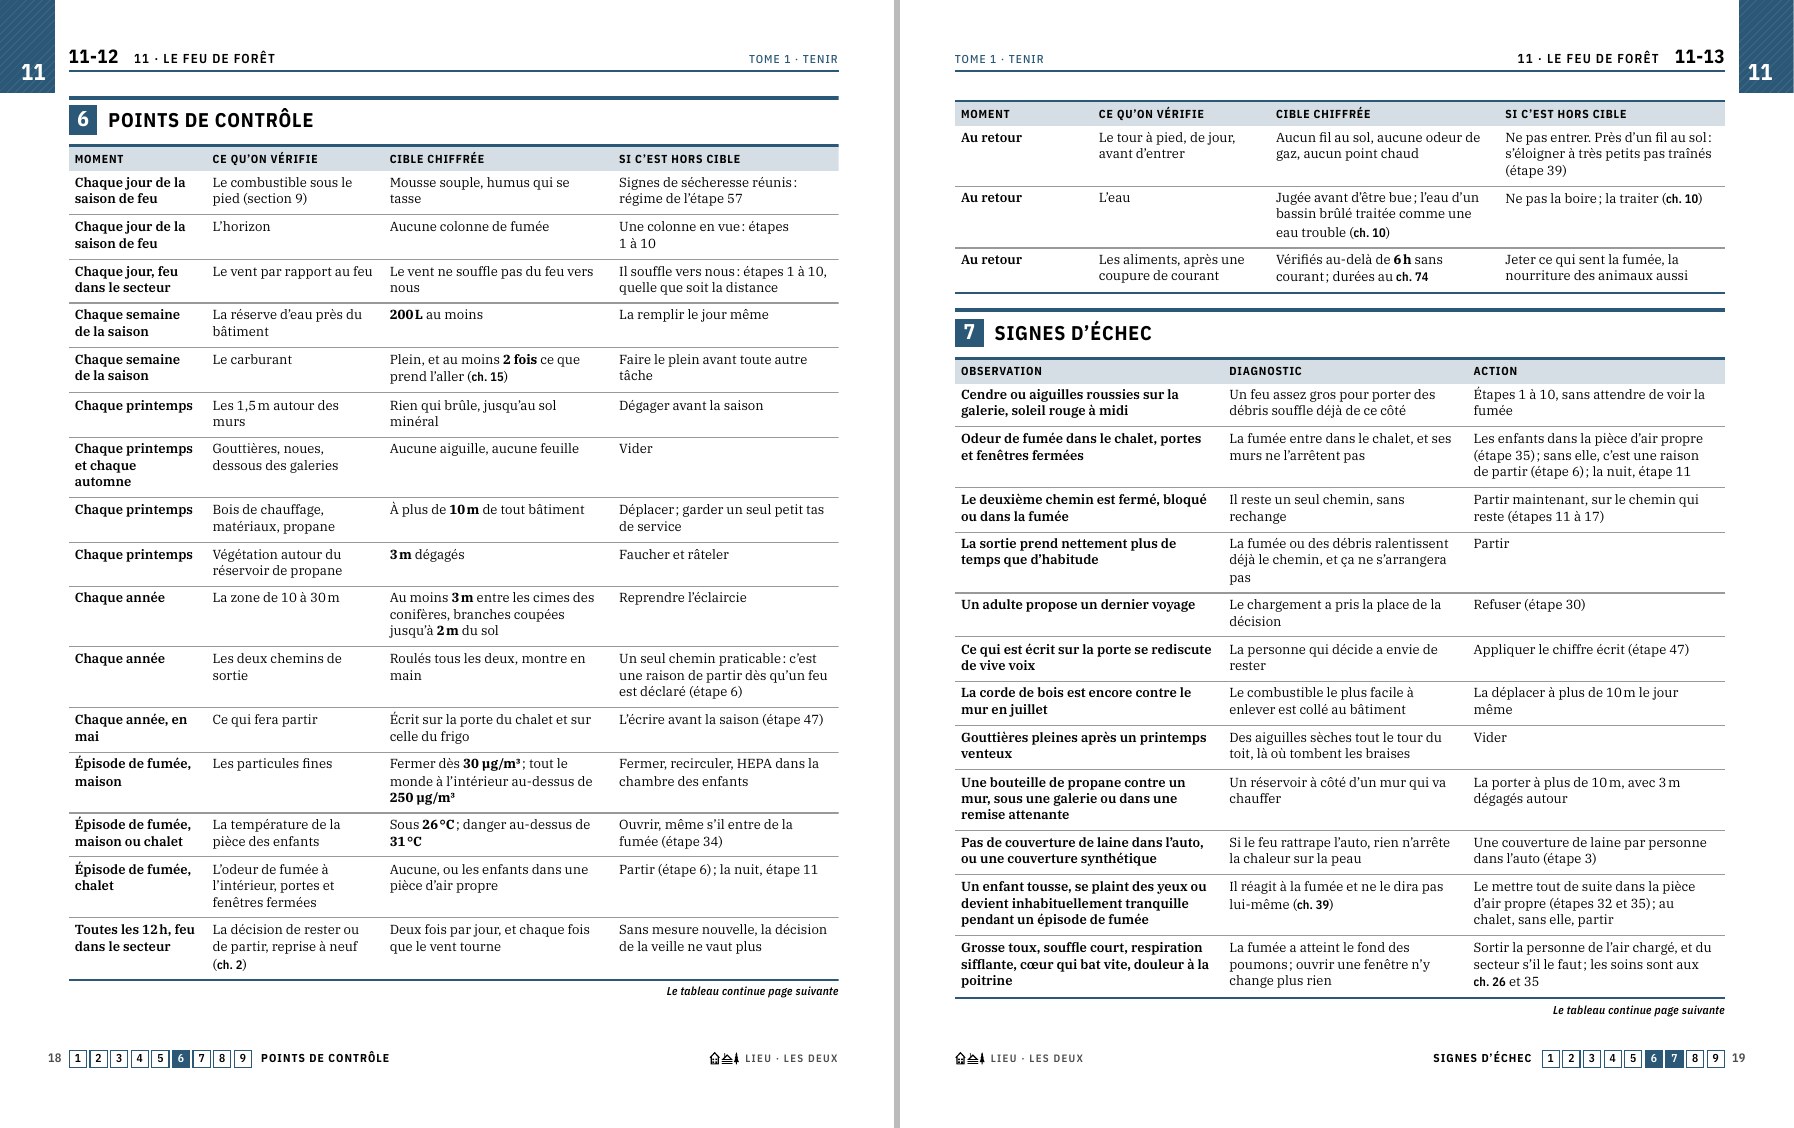 11
11-12 11 · LE FEU DE FORÊT
TOME 1 · TENIR
6 POINTS DE CONTRÔLE
MOMENT CE QU’ON VÉRIFIE CIBLE CHIFFRÉE SI C’EST HORS CIBLE
Chaque jour de la Le combustible sous le Mousse souple, humus qui se Signes de sécheresse réunis :
saison de feu pied (section 9) tasse régime de l’étape 57
Chaque jour de la L’horizon Aucune colonne de fumée Une colonne en vue : étapes
saison de feu 1 à 10
Chaque jour, feu Le vent par rapport au feu Le vent ne souffle pas du feu vers Il souffle vers nous : étapes 1 à 10,
dans le secteur nous quelle que soit la distance
Chaque semaine La réserve d’eau près du 200 L au moins La remplir le jour même
de la saison bâtiment
Chaque semaine Le carburant Plein, et au moins 2 fois ce que Faire le plein avant toute autre
de la saison prend l’aller (ch. 15) tâche
Chaque printemps Les 1,5 m autour des Rien qui brûle, jusqu’au sol Dégager avant la saison
murs minéral
Chaque printemps Gouttières, noues, Aucune aiguille, aucune feuille Vider
et chaque dessous des galeries
automne
Chaque printemps Bois de chauffage, À plus de 10 m de tout bâtiment Déplacer ; garder un seul petit tas
matériaux, propane de service
Chaque printemps Végétation autour du 3 m dégagés Faucher et râteler
réservoir de propane
Chaque année La zone de 10 à 30 m Au moins 3 m entre les cimes des Reprendre l’éclaircie
conifères, branches coupées
jusqu’à 2 m du sol
Chaque année Les deux chemins de Roulés tous les deux, montre en Un seul chemin praticable : c’est
sortie main une raison de partir dès qu’un feu
est déclaré (étape 6)
Chaque année, en Ce qui fera partir Écrit sur la porte du chalet et sur L’écrire avant la saison (étape 47)
mai celle du frigo
Épisode de fumée, Les particules fines Fermer dès 30 µg/m³ ; tout le Fermer, recirculer, HEPA dans la
maison monde à l’intérieur au-dessus de chambre des enfants
250 µg/m³
Épisode de fumée, La température de la Sous 26 °C ; danger au-dessus de Ouvrir, même s’il entre de la
maison ou chalet pièce des enfants 31 °C fumée (étape 34)
Épisode de fumée, L’odeur de fumée à Aucune, ou les enfants dans une Partir (étape 6) ; la nuit, étape 11
chalet l’intérieur, portes et pièce d’air propre
fenêtres fermées
Toutes les 12 h, feu La décision de rester ou Deux fois par jour, et chaque fois Sans mesure nouvelle, la décision
dans le secteur de partir, reprise à neuf que le vent tourne de la veille ne vaut plus
(ch. 2)
Le tableau continue page suivante
18 1 2 3 4 5 6 7 8 9 POINTS DE CONTRÔLE
LIEU · LES DEUX
TOME 1 · TENIR
11 · LE FEU DE FORÊT 11-13
11
MOMENT CE QU’ON VÉRIFIE CIBLE CHIFFRÉE SI C’EST HORS CIBLE
Au retour Le tour à pied, de jour, Aucun fil au sol, aucune odeur de Ne pas entrer. Près d’un fil au sol :
avant d’entrer gaz, aucun point chaud s’éloigner à très petits pas traînés
(étape 39)
Au retour L’eau Jugée avant d’être bue ; l’eau d’un Ne pas la boire ; la traiter (ch. 10)
bassin brûlé traitée comme une
eau trouble (ch. 10)
Au retour Les aliments, après une Vérifiés au-delà de 6 h sans Jeter ce qui sent la fumée, la
coupure de courant courant ; durées au ch. 74 nourriture des animaux aussi
7 SIGNES D’ÉCHEC
OBSERVATION DIAGNOSTIC ACTION
Cendre ou aiguilles roussies sur la Un feu assez gros pour porter des Étapes 1 à 10, sans attendre de voir la
galerie, soleil rouge à midi débris souffle déjà de ce côté fumée
Odeur de fumée dans le chalet, portes La fumée entre dans le chalet, et ses Les enfants dans la pièce d’air propre
et fenêtres fermées murs ne l’arrêtent pas (étape 35) ; sans elle, c’est une raison
de partir (étape 6) ; la nuit, étape 11
Le deuxième chemin est fermé, bloqué Il reste un seul chemin, sans Partir maintenant, sur le chemin qui
ou dans la fumée rechange reste (étapes 11 à 17)
La sortie prend nettement plus de La fumée ou des débris ralentissent Partir
temps que d’habitude déjà le chemin, et ça ne s’arrangera
pas
Un adulte propose un dernier voyage Le chargement a pris la place de la Refuser (étape 30)
décision
Ce qui est écrit sur la porte se rediscute La personne qui décide a envie de Appliquer le chiffre écrit (étape 47)
de vive voix rester
La corde de bois est encore contre le Le combustible le plus facile à La déplacer à plus de 10 m le jour
mur en juillet enlever est collé au bâtiment même
Gouttières pleines après un printemps Des aiguilles sèches tout le tour du Vider
venteux toit, là où tombent les braises
Une bouteille de propane contre un Un réservoir à côté d’un mur qui va La porter à plus de 10 m, avec 3 m
mur, sous une galerie ou dans une chauffer dégagés autour
remise attenante
Pas de couverture de laine dans l’auto, Si le feu rattrape l’auto, rien n’arrête Une couverture de laine par personne
ou une couverture synthétique la chaleur sur la peau dans l’auto (étape 3)
Un enfant tousse, se plaint des yeux ou Il réagit à la fumée et ne le dira pas Le mettre tout de suite dans la pièce
devient inhabituellement tranquille lui-même (ch. 39) d’air propre (étapes 32 et 35) ; au
pendant un épisode de fumée chalet, sans elle, partir
Grosse toux, souffle court, respiration La fumée a atteint le fond des Sortir la personne de l’air chargé, et du
sifflante, cœur qui bat vite, douleur à la poumons ; ouvrir une fenêtre n’y secteur s’il le faut ; les soins sont aux
poitrine change plus rien ch. 26 et 35
Le tableau continue page suivante
LIEU · LES DEUX
SIGNES D’ÉCHEC 1 2 3 4 5 6 7 8 9 19